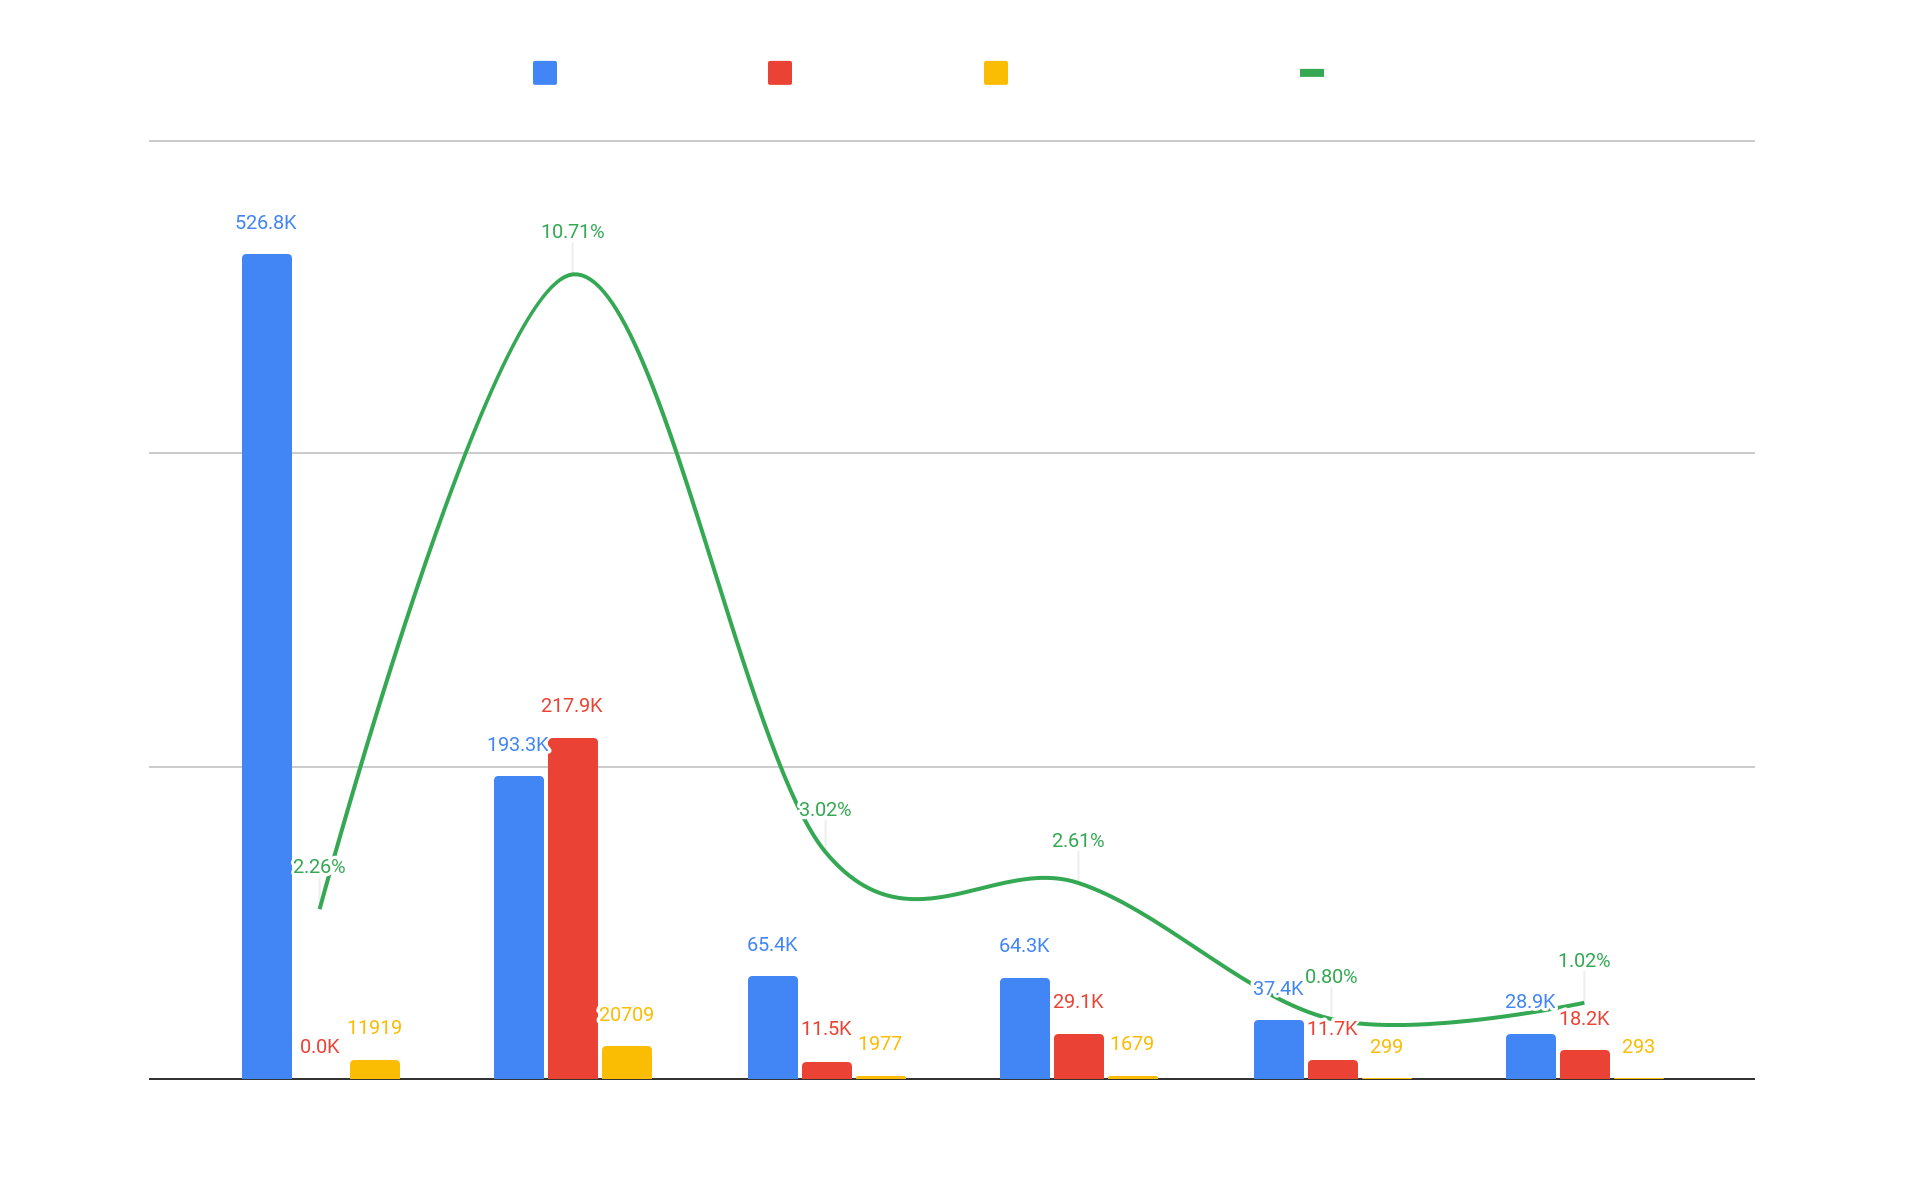 526.8K
0.0K
11919
2.26%
193.3K
217.9K
20709
10.71%
65.4K
11.5K
1977
3.02%
64.3K
29.1K
1679
2.61%
37.4K
11.7K
299
0.80%
28.9K
18.2K
293
1.02%